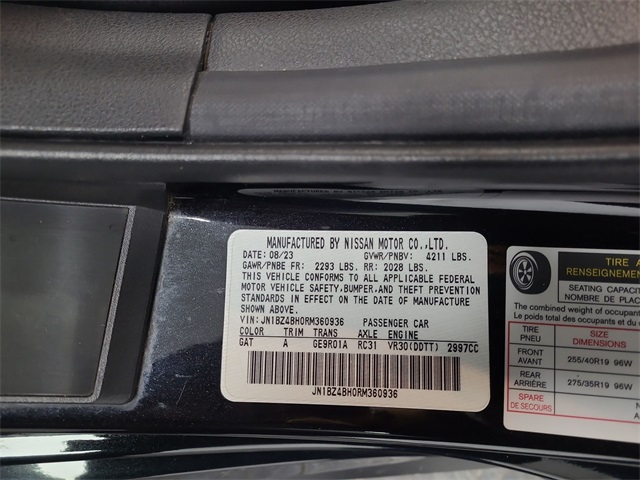 MANUFACTURED BY NISSAN MOTOR CO.,LTD.
DATE: 08/23 GVWR/PNBV: 4211 LBS.
GAWR/PNBE FR: 2293 LBS. RR: 2028 LBS.
THIS VEHICLE CONFORMS TO ALL APPLICABLE FEDERAL
MOTOR VEHICLE SAFETY,BUMPER,AND THEFT PREVENTION
STANDARDS IN EFFECT ON THE DATE OF MANUFACTURE
SHOWN ABOVE.
VIN: JN1BZ4BH0RM360936 PASSENGER CAR
COLOR TRIM TRANS AXLE ENGINE
GAT A GE9R01A RC31 VR30(DDTT) 2997CC
JN1BZ4BH0RM360936
TIRE A
RENSEIGNEMENT
SEATING CAPACI
NOMBRE DE PLAC
The combined weight of occupants
Le poids total des occupants et du
TIRE SIZE
PNEU DIMENSIONS
FRONT
AVANT 255/40R19 96W
REAR
ARRIÈRE 275/35R19 96W
SPARE
DE SECOURS